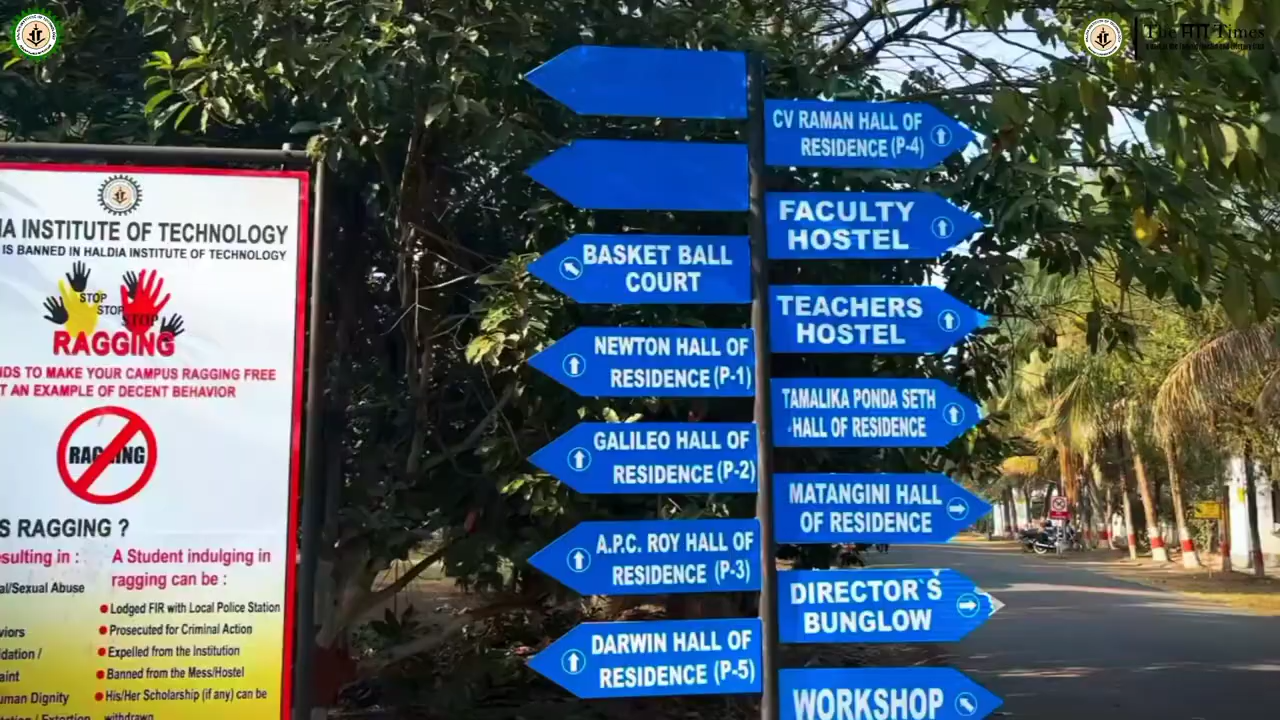 The HIT Times
IA INSTITUTE OF TECHNOLOGY
IS BANNED IN HALDIA INSTITUTE OF TECHNOLOGY
STOP
STOP
STOP
RAGGING
NDS TO MAKE YOUR CAMPUS RAGGING FREE
T AN EXAMPLE OF DECENT BEHAVIOR
RAGGING
S RAGGING ?
esulting in :
al/Sexual Abuse
viors
idation /
aint
uman Dignity
tation / Extortion
A Student indulging in
ragging can be :
Lodged FIR with Local Police Station
Prosecuted for Criminal Action
Expelled from the Institution
Banned from the Mess/Hostel
His/Her Scholarship (if any) can be
withdrawn
BASKET BALL
COURT
NEWTON HALL OF
RESIDENCE (P-1)
GALILEO HALL OF
RESIDENCE (P-2)
A.P.C. ROY HALL OF
RESIDENCE (P-3)
DARWIN HALL OF
RESIDENCE (P-5)
CV RAMAN HALL OF
RESIDENCE (P-4)
FACULTY
HOSTEL
TEACHERS
HOSTEL
TAMALIKA PONDA SETH
HALL OF RESIDENCE
MATANGINI HALL
OF RESIDENCE
DIRECTOR`S
BUNGLOW
WORKSHOP